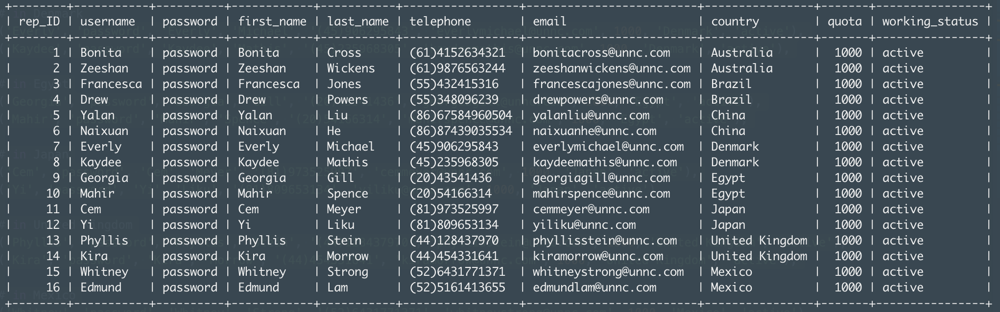 +--------+-----------+----------+------------+-----------+-----------------+-------------------------+----------------+-------+----------------+
| rep_ID | username  | password | first_name | last_name | telephone       | email                   | country        | quota | working_status |
+--------+-----------+----------+------------+-----------+-----------------+-------------------------+----------------+-------+----------------+
|      1 | Bonita    | password | Bonita     | Cross     | (61)4152634321  | bonitacross@unnc.com    | Australia      |  1000 | active         |
|      2 | Zeeshan   | password | Zeeshan    | Wickens   | (61)9876563244  | zeeshanwickens@unnc.com | Australia      |  1000 | active         |
|      3 | Francesca | password | Francesca  | Jones     | (55)432415316   | francescajones@unnc.com | Brazil         |  1000 | active         |
|      4 | Drew      | password | Drew       | Powers    | (55)348096239   | drewpowers@unnc.com     | Brazil         |  1000 | active         |
|      5 | Yalan     | password | Yalan      | Liu       | (86)67584960504 | yalanliu@unnc.com       | China          |  1000 | active         |
|      6 | Naixuan   | password | Naixuan    | He        | (86)87439035534 | naixuanhe@unnc.com      | China          |  1000 | active         |
|      7 | Everly    | password | Everly     | Michael   | (45)906295843   | everlymichael@unnc.com  | Denmark        |  1000 | active         |
|      8 | Kaydee    | password | Kaydee     | Mathis    | (45)235968305   | kaydeemathis@unnc.com   | Denmark        |  1000 | active         |
|      9 | Georgia   | password | Georgia    | Gill      | (20)43541436    | georgiagill@unnc.com    | Egypt          |  1000 | active         |
|     10 | Mahir     | password | Mahir      | Spence    | (20)54166314    | mahirspence@unnc.com    | Egypt          |  1000 | active         |
|     11 | Cem       | password | Cem        | Meyer     | (81)973525997   | cemmeyer@unnc.com       | Japan          |  1000 | active         |
|     12 | Yi        | password | Yi         | Liku      | (81)809653134   | yiliku@unnc.com         | Japan          |  1000 | active         |
|     13 | Phyllis   | password | Phyllis    | Stein     | (44)128437970   | phyllisstein@unnc.com   | United Kingdom |  1000 | active         |
|     14 | Kira      | password | Kira       | Morrow    | (44)454331641   | kiramorrow@unnc.com     | United Kingdom |  1000 | active         |
|     15 | Whitney   | password | Whitney    | Strong    | (52)6431771371  | whitneystrong@unnc.com  | Mexico         |  1000 | active         |
|     16 | Edmund    | password | Edmund     | Lam       | (52)5161413655  | edmundlam@unnc.com      | Mexico         |  1000 | active         |
+--------+-----------+----------+------------+-----------+-----------------+-------------------------+----------------+-------+----------------+